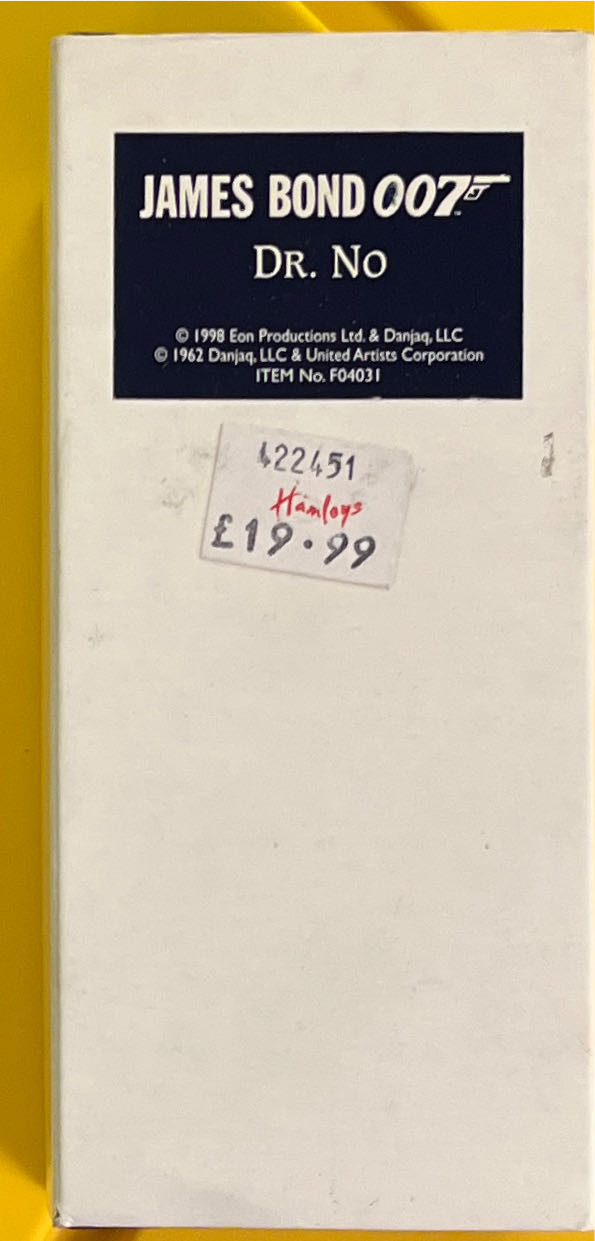 JAMES BOND 007™
DR. NO
© 1998 Eon Productions Ltd. & Danjaq, LLC
© 1962 Danjaq, LLC & United Artists Corporation
ITEM No. F04031
422451
Hamleys
£19.99